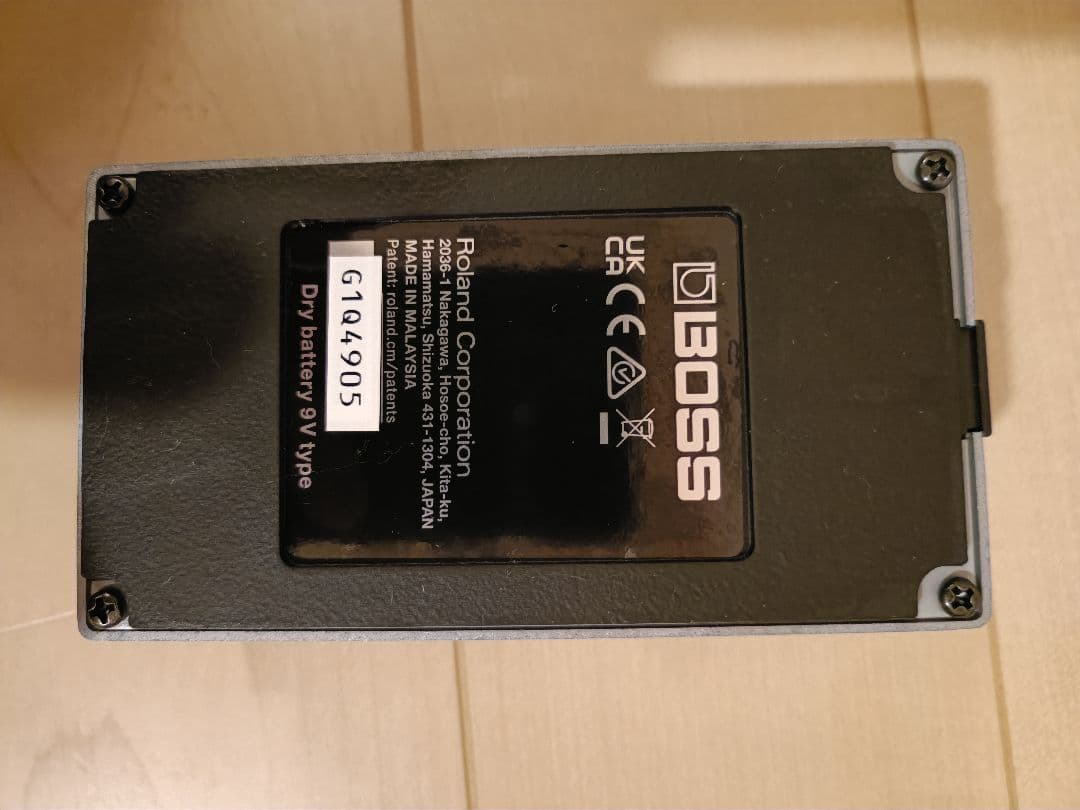 BOSS
UK
CA CE
Roland Corporation
2036-1 Nakagawa, Hosoe-cho, Kita-ku,
Hamamatsu, Shizuoka 431-1304, JAPAN
MADE IN MALAYSIA
Patent: roland.cm/patents
G1Q4905
Dry battery 9V type